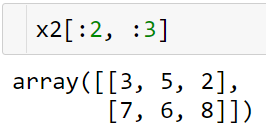 x2[:2, :3]
array([[3, 5, 2],
       [7, 6, 8]])